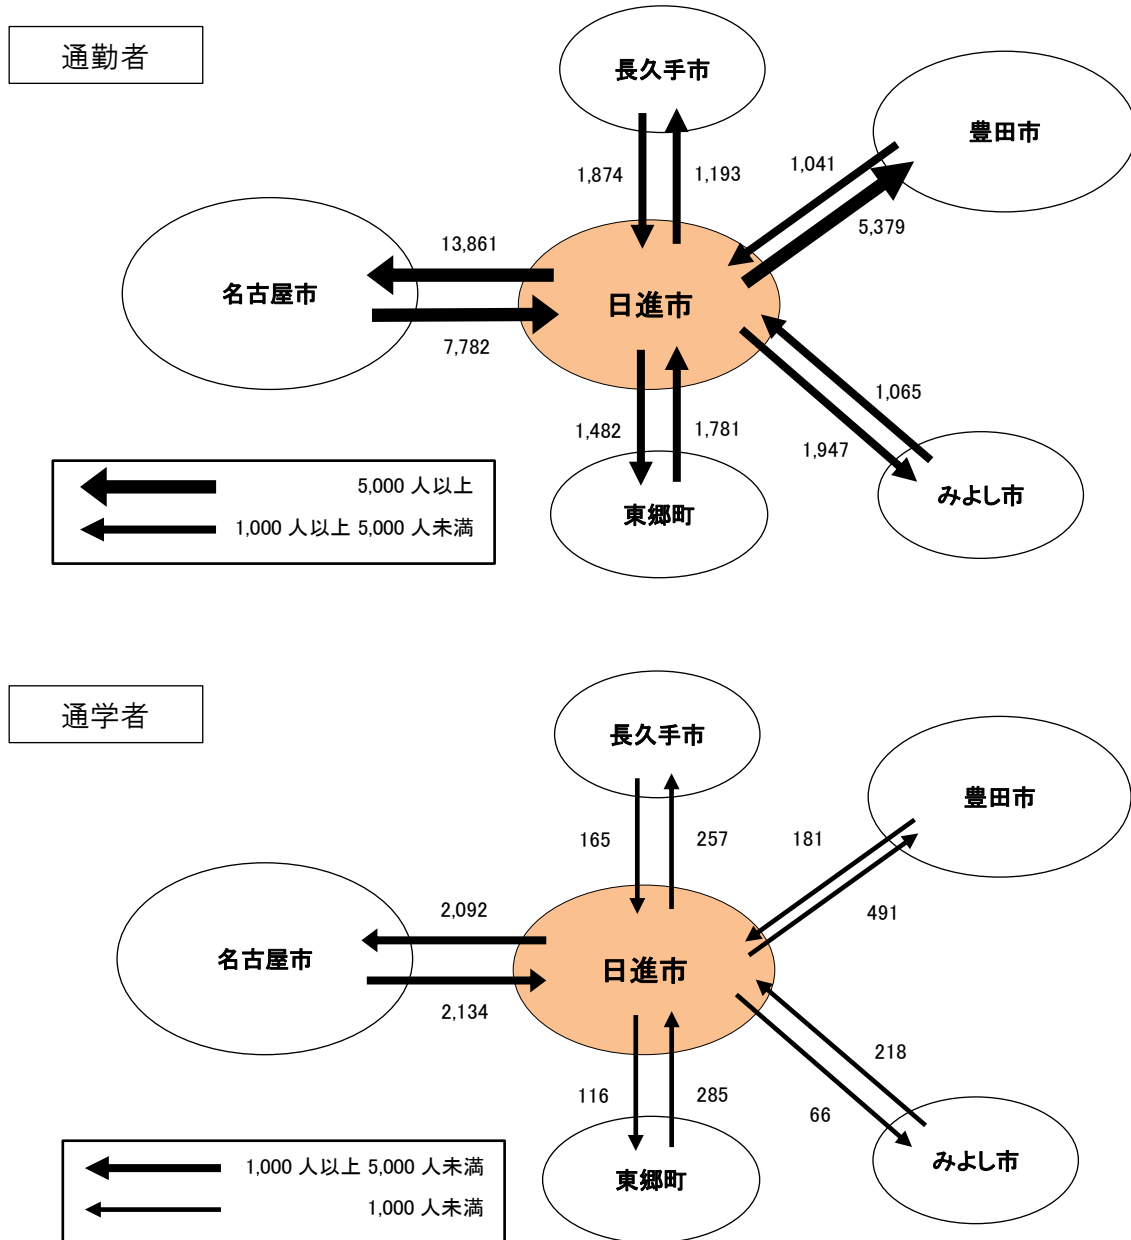 通勤者
長久手市
豊田市
1,041
1,874
1,193
5,379
13,861
名古屋市
日進市
7,782
1,065
1,482
1,781
1,947
5,000 人以上
1,000 人以上 5,000 人未満
東郷町
みよし市
通学者
長久手市
豊田市
165
257
181
491
2,092
名古屋市
日進市
2,134
218
116
285
66
1,000 人以上 5,000 人未満
1,000 人未満
東郷町
みよし市